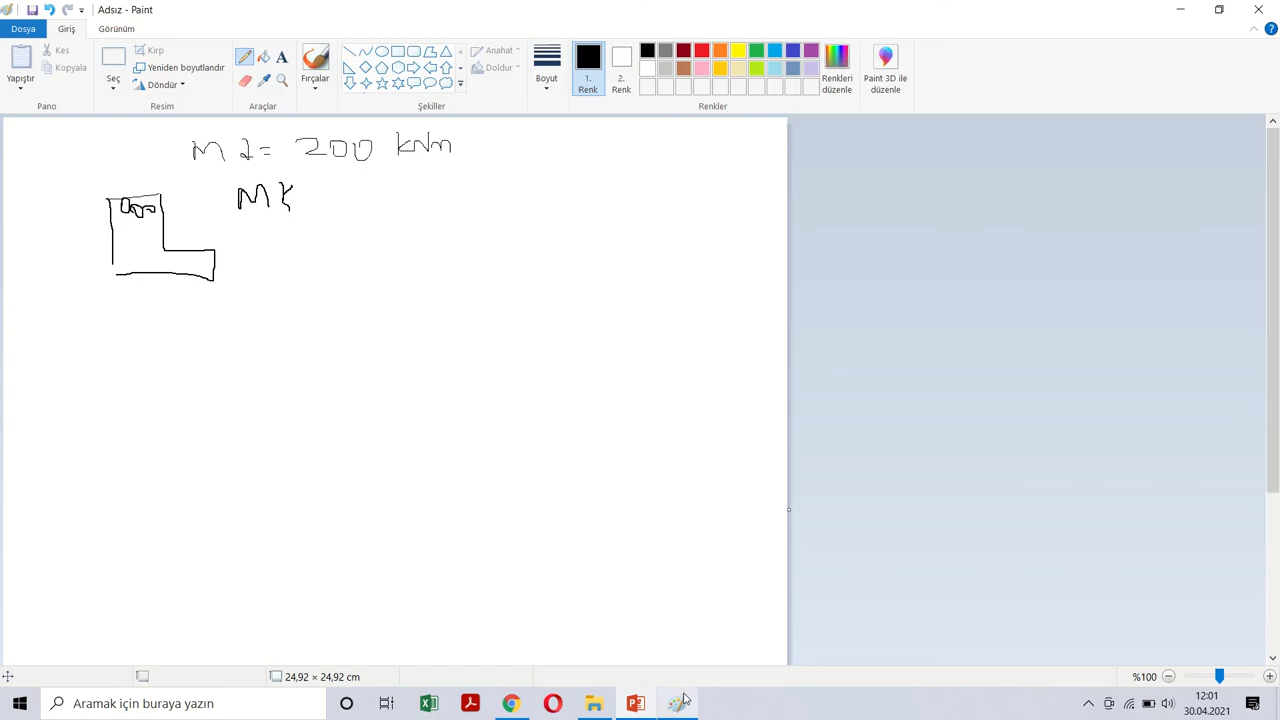 Adsız - Paint
Dosya
Giriş
Görünüm
Yapıştır
Kes
Kopyala
Pano
Seç
Kırp
Yeniden boyutlandır
Döndür
Resim
A
Araçlar
Fırçalar
Anahat
Doldur
Şekiller
Boyut
1. Renk
2. Renk
Renkleri düzenle
Renkler
Paint 3D ile düzenle
= 200 kNm
MK
24,92 × 24,92 cm
%100
Aramak için buraya yazın
12:01
30.04.2021